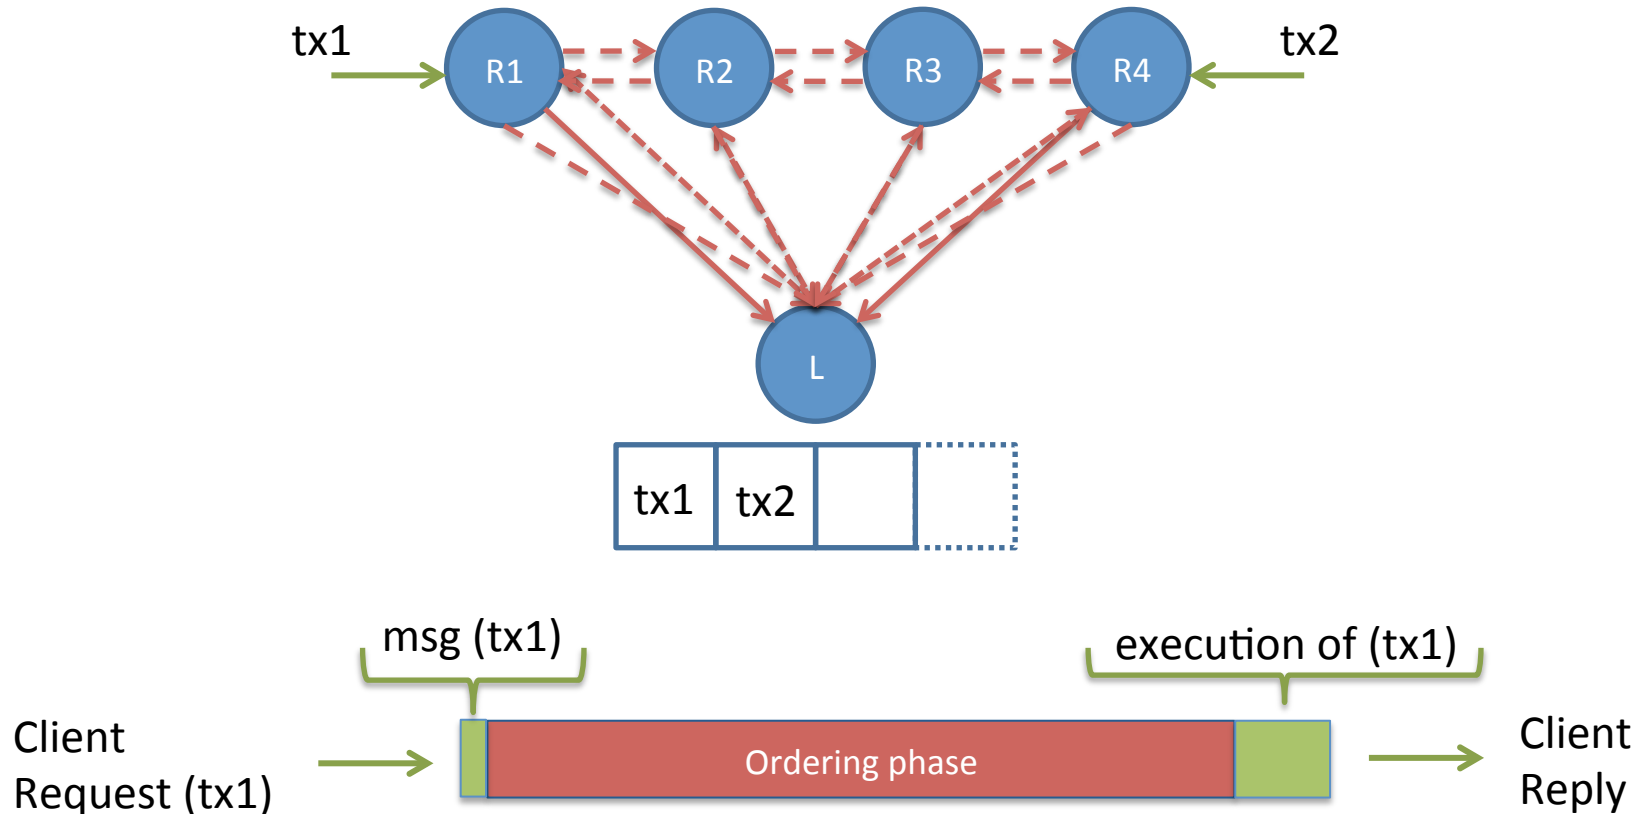 tx1
R1
R2
R3
R4
tx2
L
tx1
tx2
msg (tx1)
execution of (tx1)
Client
Request (tx1)
Ordering phase
Client
Reply